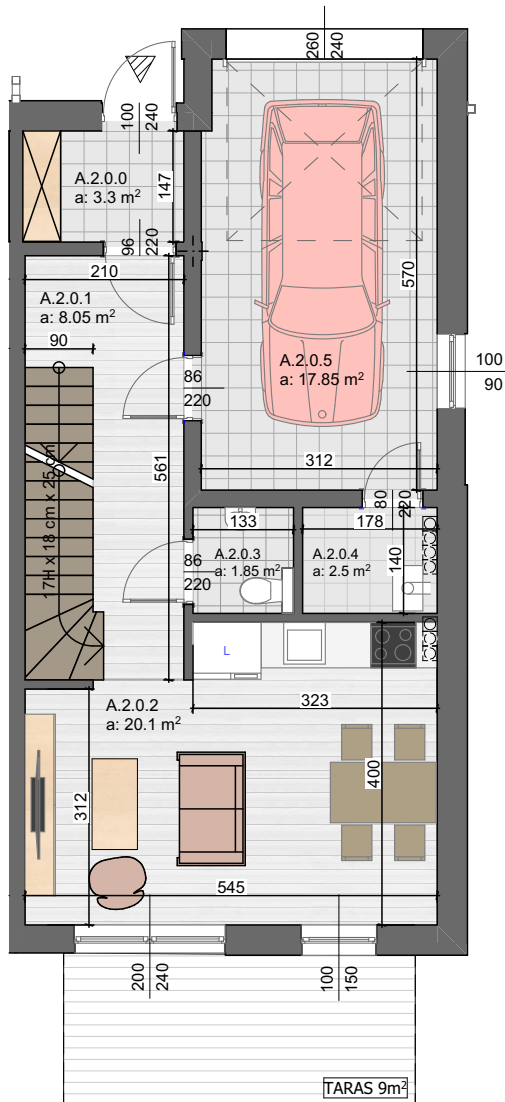 260
240
100
240
A.2.0.0
a: 3.3 m²
147
96
220
210
A.2.0.1
a: 8.05 m²
570
90
86
220
A.2.0.5
a: 17.85 m²
100
90
17H x 18 cm x 25 cm
561
312
80
220
133
178
86
220
A.2.0.3
a: 1.85 m²
A.2.0.4
a: 2.5 m²
140
L
A.2.0.2
a: 20.1 m²
323
312
400
545
200
240
100
150
TARAS 9m²